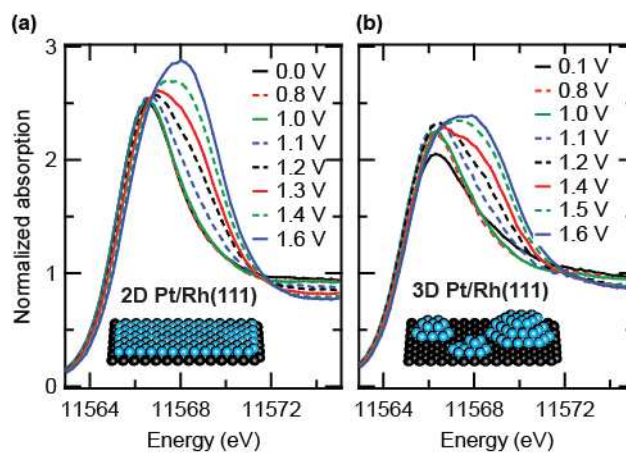 (a)
3
2
1
0
Normalized absorption
0.0 V
0.8 V
1.0 V
1.1 V
1.2 V
1.3 V
1.4 V
1.6 V
2D Pt/Rh(111)
11564
11568
11572
Energy (eV)
(b)
0.1 V
0.8 V
1.0 V
1.1 V
1.2 V
1.4 V
1.5 V
1.6 V
3D Pt/Rh(111)
11564
11568
11572
Energy (eV)